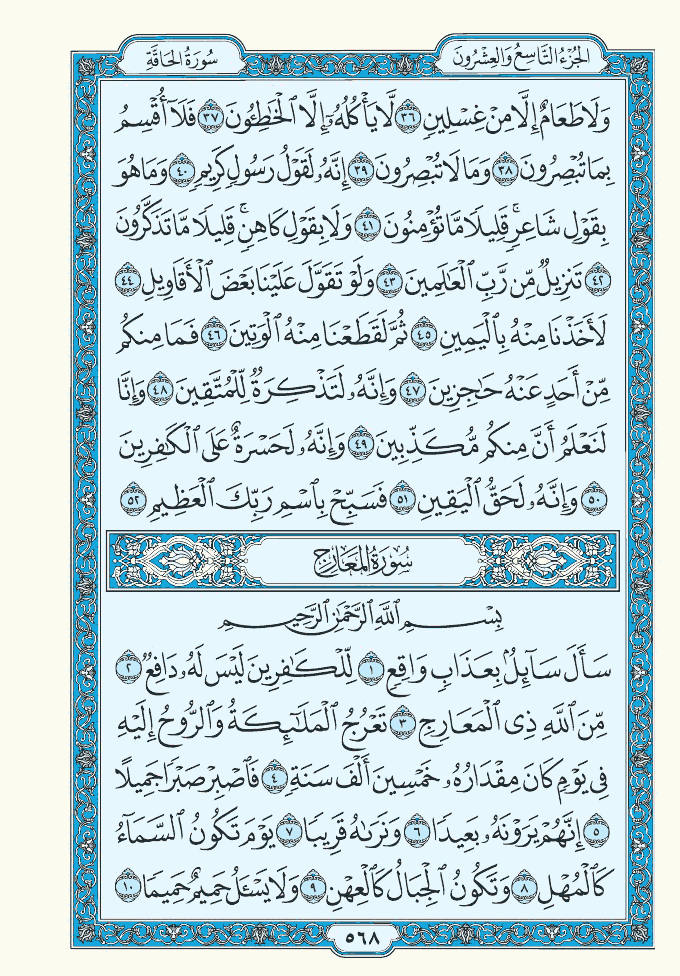 الجُزْءُ التَّاسِعُ وَالعِشْرُونَ
سُورَةُ الحَاقَّةِ
وَلَا طَعَامٌ إِلَّا مِنْ غِسْلِينٍ ٣٦ لَّا يَأْكُلُهُۥٓ إِلَّا ٱلْخَٰطِـُٔونَ ٣٧ فَلَآ أُقْسِمُ
بِمَا تُبْصِرُونَ ٣٨ وَمَا لَا تُبْصِرُونَ ٣٩ إِنَّهُۥ لَقَوْلُ رَسُولٍ كَرِيمٍ ٤٠ وَمَا هُوَ
بِقَوْلِ شَاعِرٍ ۚ قَلِيلًا مَّا تُؤْمِنُونَ ٤١ وَلَا بِقَوْلِ كَاهِنٍ ۚ قَلِيلًا مَّا تَذَكَّرُونَ
٤٢ تَنزِيلٌ مِّن رَّبِّ ٱلْعَٰلَمِينَ ٤٣ وَلَوْ تَقَوَّلَ عَلَيْنَا بَعْضَ ٱلْأَقَاوِيلِ ٤٤
لَأَخَذْنَا مِنْهُ بِٱلْيَمِينِ ٤٥ ثُمَّ لَقَطَعْنَا مِنْهُ ٱلْوَتِينَ ٤٦ فَمَا مِنكُم
مِّنْ أَحَدٍ عَنْهُ حَٰجِزِينَ ٤٧ وَإِنَّهُۥ لَتَذْكِرَةٌ لِّلْمُتَّقِينَ ٤٨ وَإِنَّا
لَنَعْلَمُ أَنَّ مِنكُم مُّكَذِّبِينَ ٤٩ وَإِنَّهُۥ لَحَسْرَةٌ عَلَى ٱلْكَٰفِرِينَ
٥٠ وَإِنَّهُۥ لَحَقُّ ٱلْيَقِينِ ٥١ فَسَبِّحْ بِٱسْمِ رَبِّكَ ٱلْعَظِيمِ ٥٢
سُورَةُ المَعَارِجِ
بِسْمِ ٱللَّهِ ٱلرَّحْمَٰنِ ٱلرَّحِيمِ
سَأَلَ سَآئِلٌۢ بِعَذَابٍ وَاقِعٍ ١ لِّلْكَٰفِرِينَ لَيْسَ لَهُۥ دَافِعٌ ٢
مِّنَ ٱللَّهِ ذِى ٱلْمَعَارِجِ ٣ تَعْرُجُ ٱلْمَلَٰٓئِكَةُ وَٱلرُّوحُ إِلَيْهِ
فِى يَوْمٍ كَانَ مِقْدَارُهُۥ خَمْسِينَ أَلْفَ سَنَةٍ ٤ فَٱصْبِرْ صَبْرًا جَمِيلًا
٥ إِنَّهُمْ يَرَوْنَهُۥ بَعِيدًا ٦ وَنَرَىٰهُ قَرِيبًا ٧ يَوْمَ تَكُونُ ٱلسَّمَآءُ
كَٱلْمُهْلِ ٨ وَتَكُونُ ٱلْجِبَالُ كَٱلْعِهْنِ ٩ وَلَا يَسْـَٔلُ حَمِيمٌ حَمِيمًا ١٠
٥٦٨